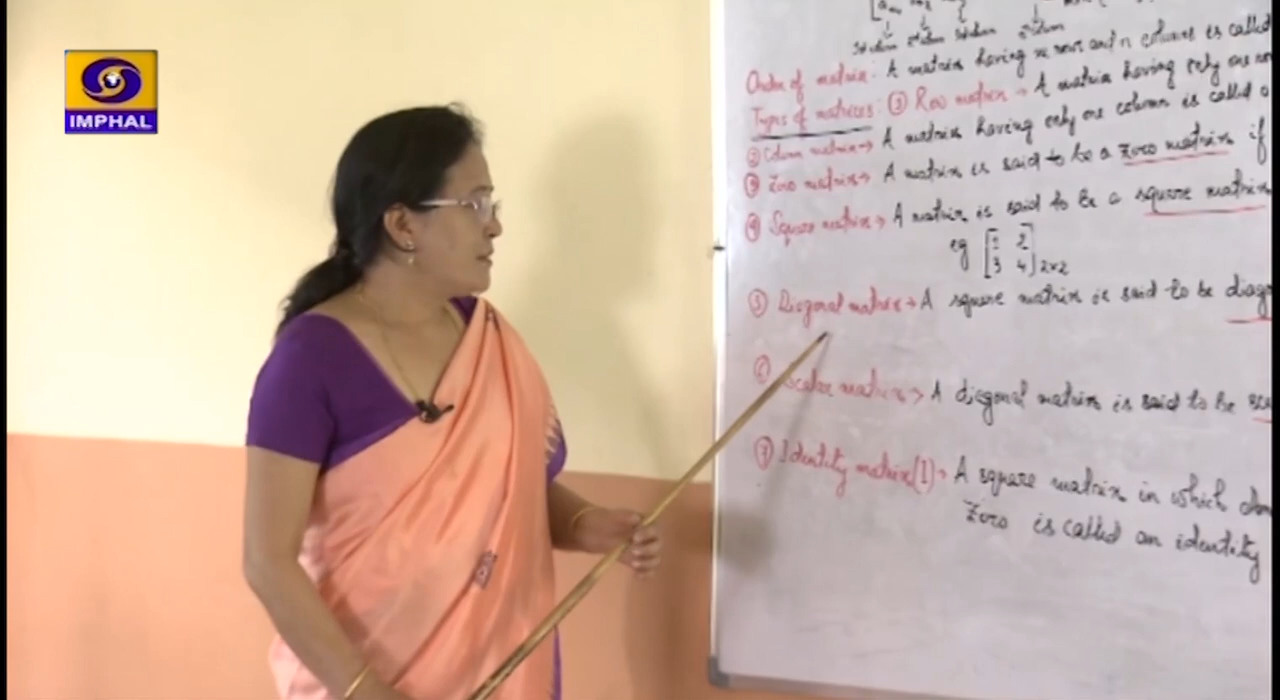 IMPHAL
Order of matrix: A matrix having m rows and n columns is called
Types of matrices: ① Row matrix → A matrix having only one
② Column matrix → A matrix having only one column is called a
③ Zero matrix → A matrix is said to be a zero matrix if
④ Square matrix → A matrix is said to be a square matrix
eg [1 2
3 4] 2×2
⑤ Diagonal matrix → A square matrix is said to be diago
⑥ Scalar matrix → A diagonal matrix is said to be sca
⑦ Identity matrix (I) → A square matrix in which
zero is called an identity